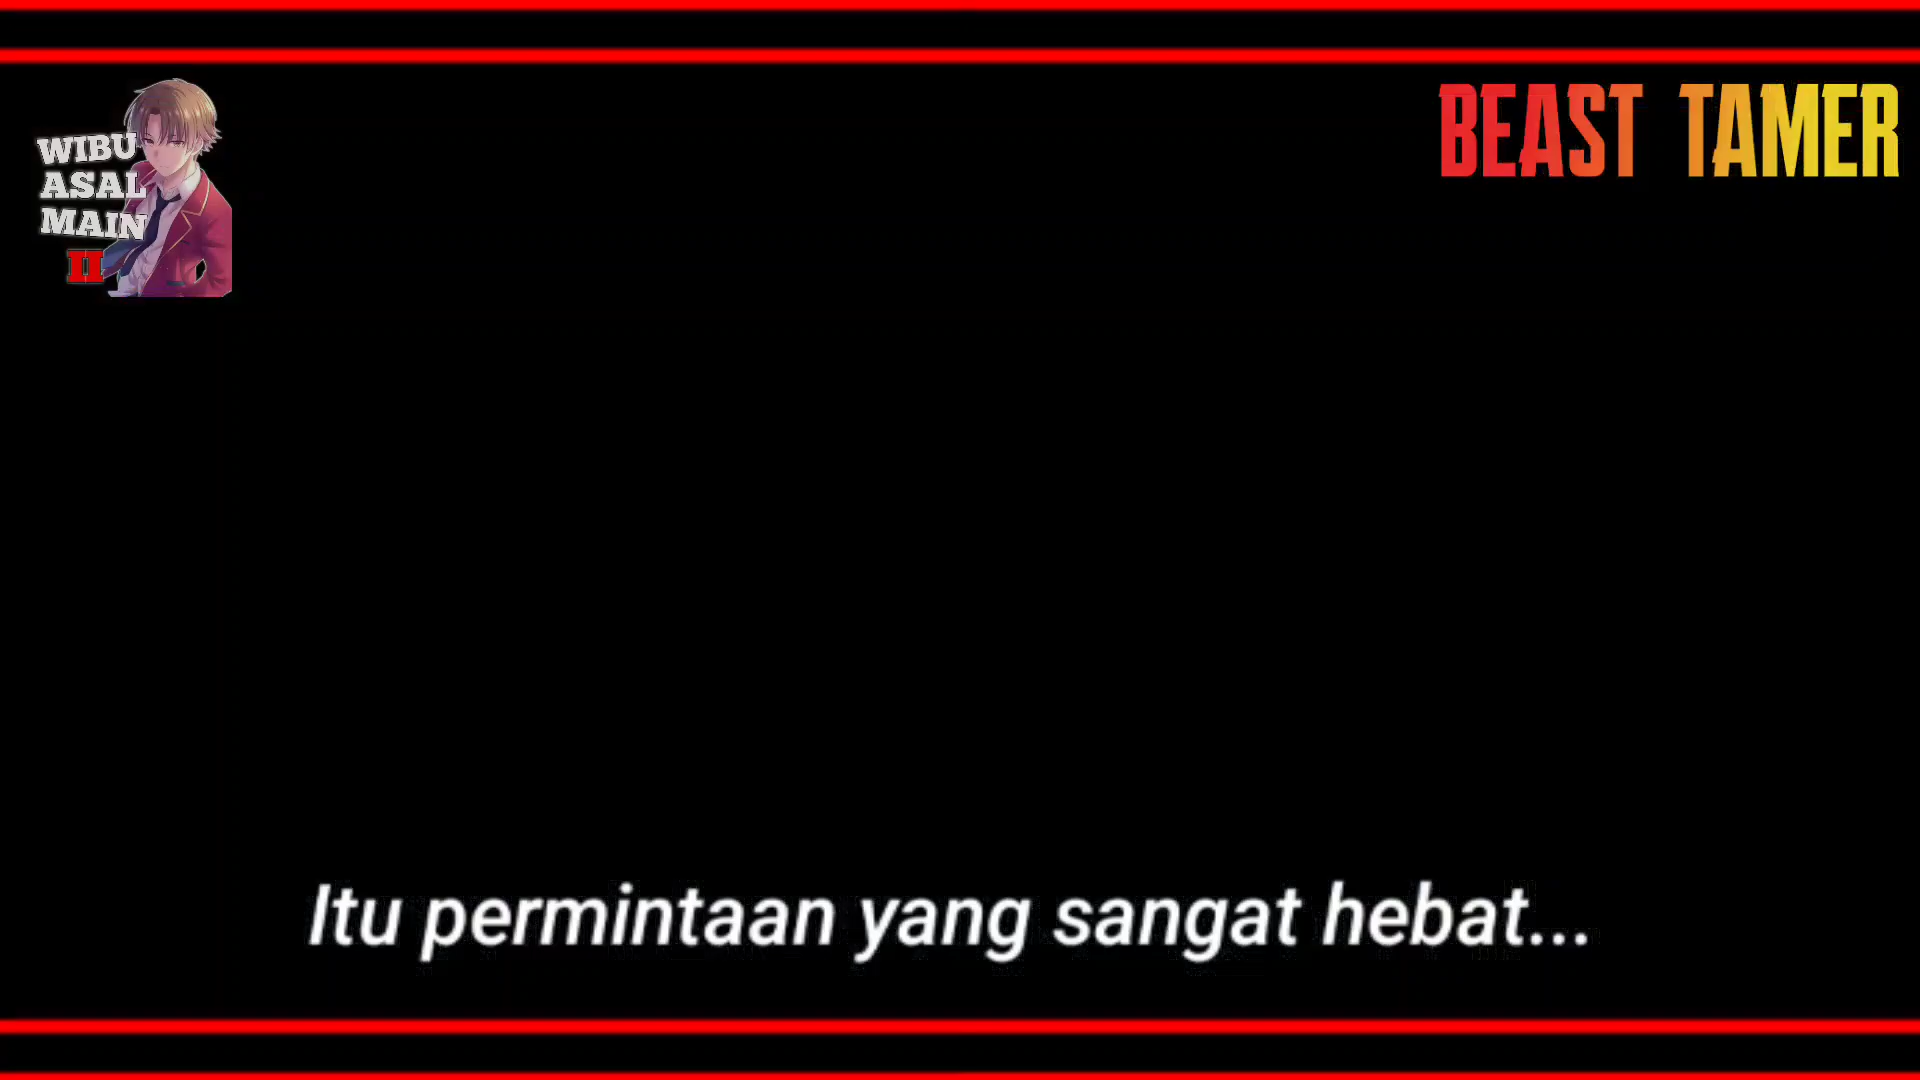 WIBU
ASAL
MAIN
II
BEAST TAMER
Itu permintaan yang sangat hebat...